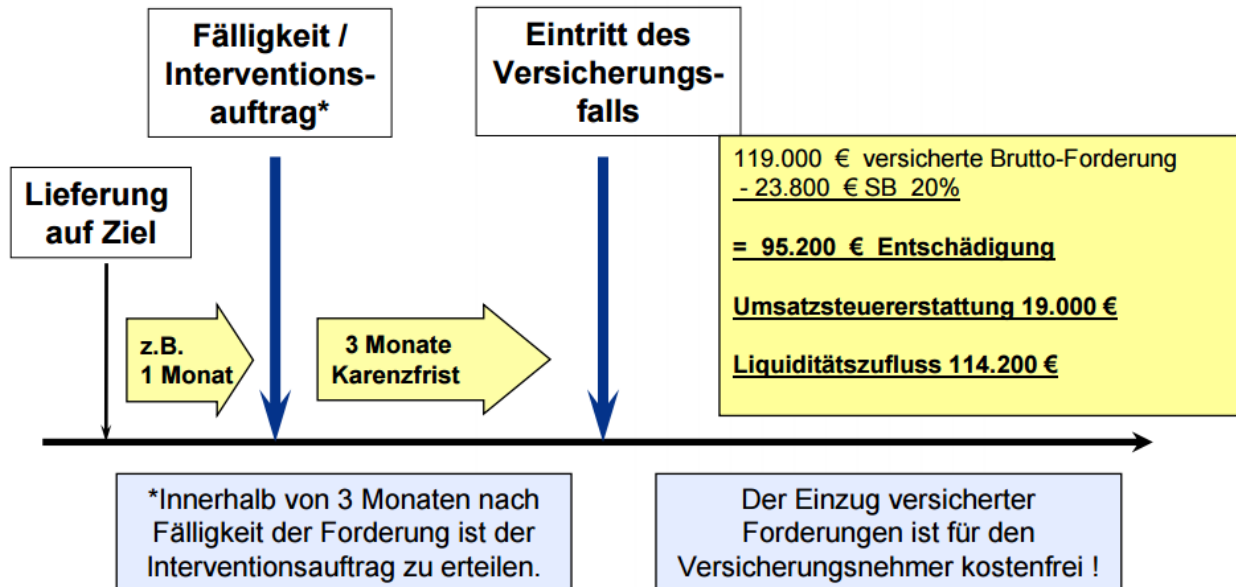 Fälligkeit /
Interventions-
auftrag*
Eintritt des
Versicherungs-
falls
Lieferung
auf Ziel
z.B.
1 Monat
3 Monate
Karenzfrist
119.000 € versicherte Brutto-Forderung
- 23.800 € SB 20%
= 95.200 € Entschädigung
Umsatzsteuererstattung 19.000 €
Liquiditätszufluss 114.200 €
*Innerhalb von 3 Monaten nach
Fälligkeit der Forderung ist der
Interventionsauftrag zu erteilen.
Der Einzug versicherter
Forderungen ist für den
Versicherungsnehmer kostenfrei !